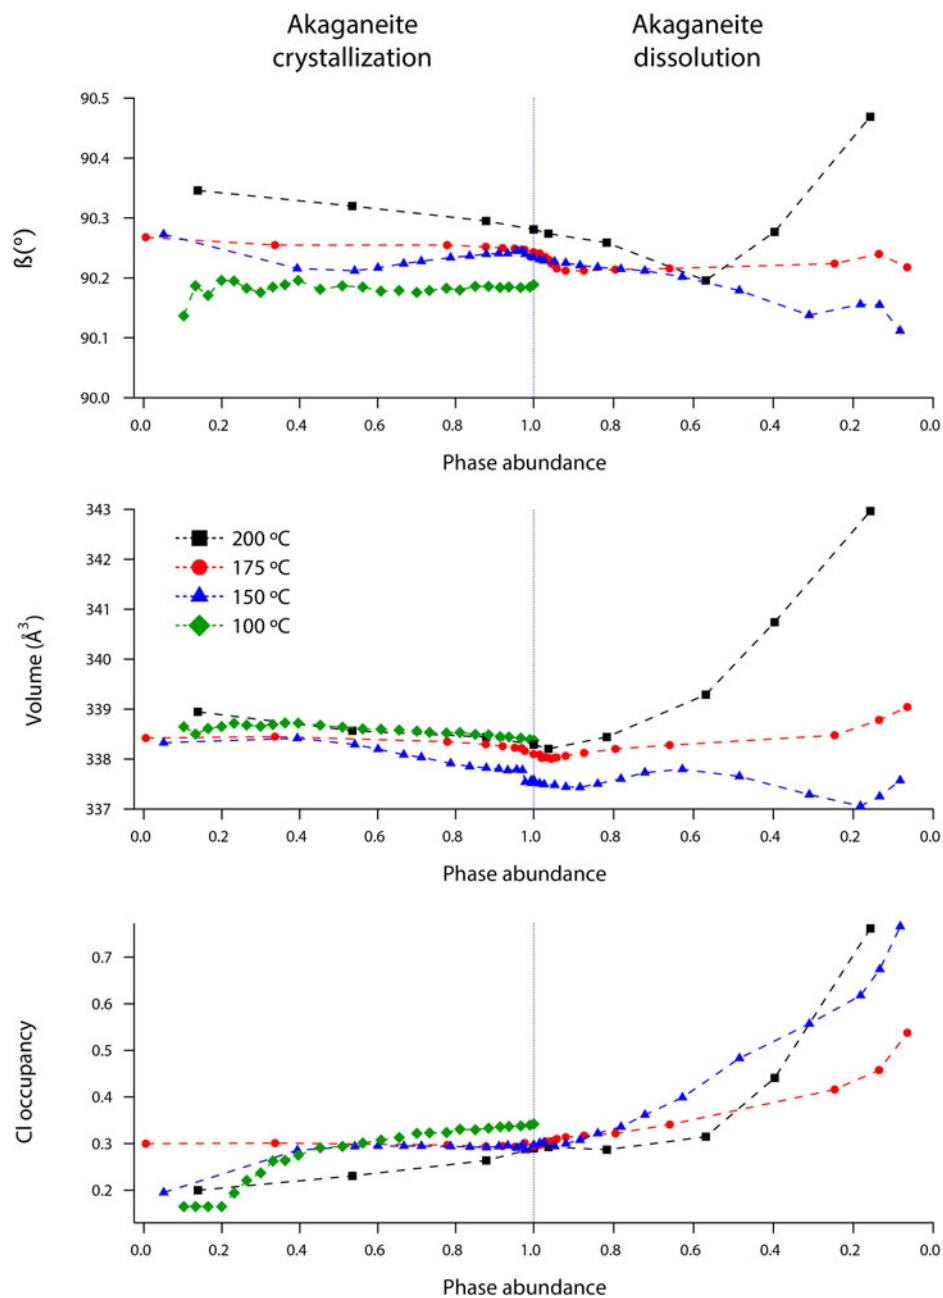 Akaganeite crystallization
Akaganeite dissolution
ß(º)
90.5
90.4
90.3
90.2
90.1
90.0
0.0 0.2 0.4 0.6 0.8 1.0 0.8 0.6 0.4 0.2 0.0
Phase abundance
Volume (Å³)
343
342
341
340
339
338
337
200 ºC
175 ºC
150 ºC
100 ºC
0.0 0.2 0.4 0.6 0.8 1.0 0.8 0.6 0.4 0.2 0.0
Phase abundance
Cl occupancy
0.7
0.6
0.5
0.4
0.3
0.2
0.0 0.2 0.4 0.6 0.8 1.0 0.8 0.6 0.4 0.2 0.0
Phase abundance